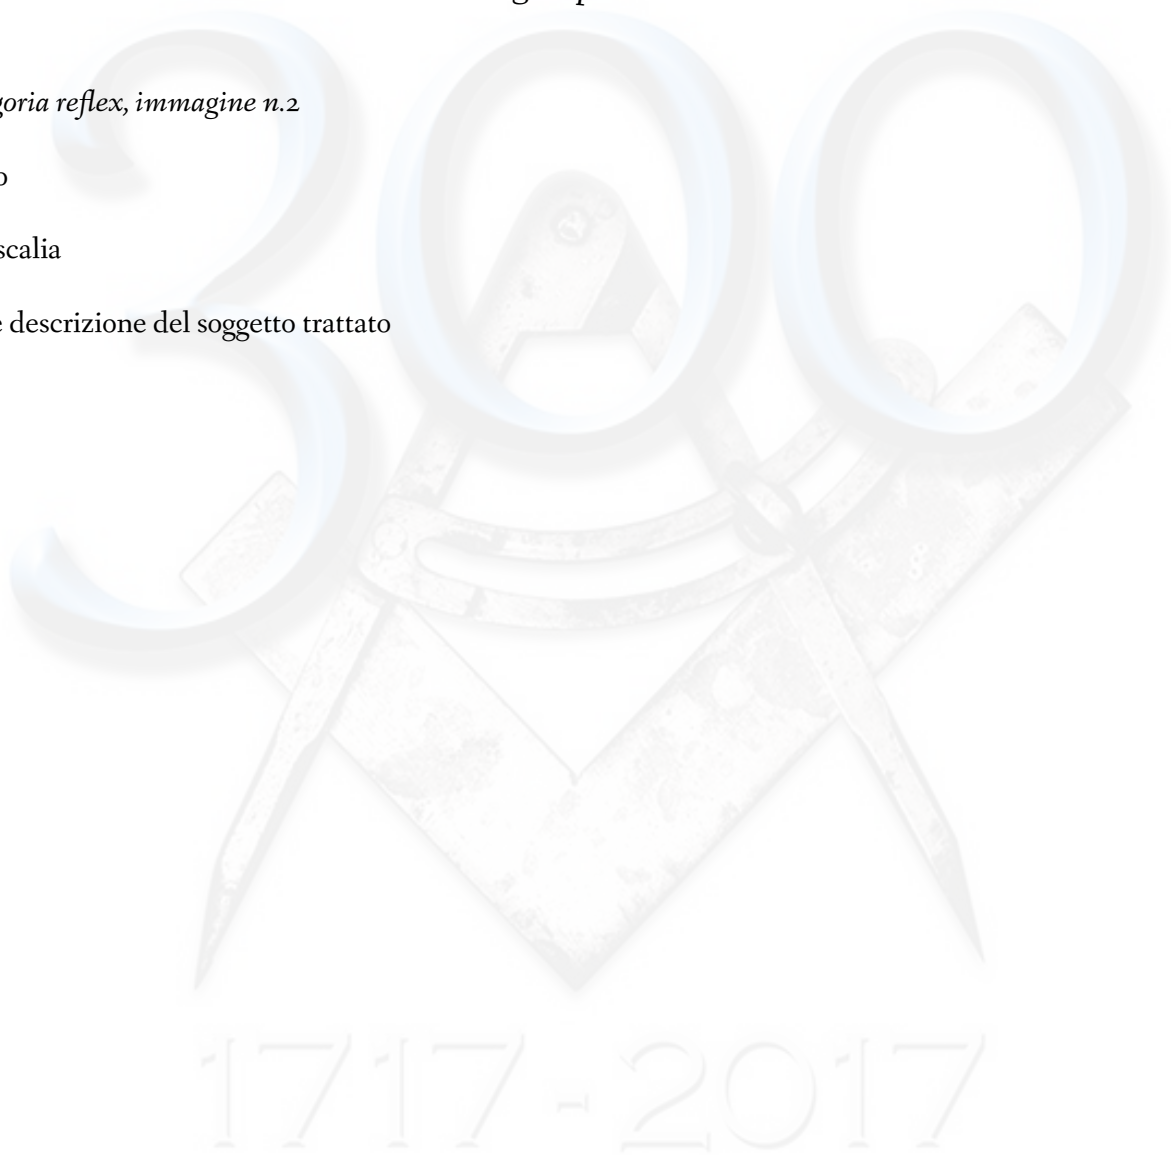 300
goria reflex, immagine n.2
o
scalia
e descrizione del soggetto trattato
1717 - 2017